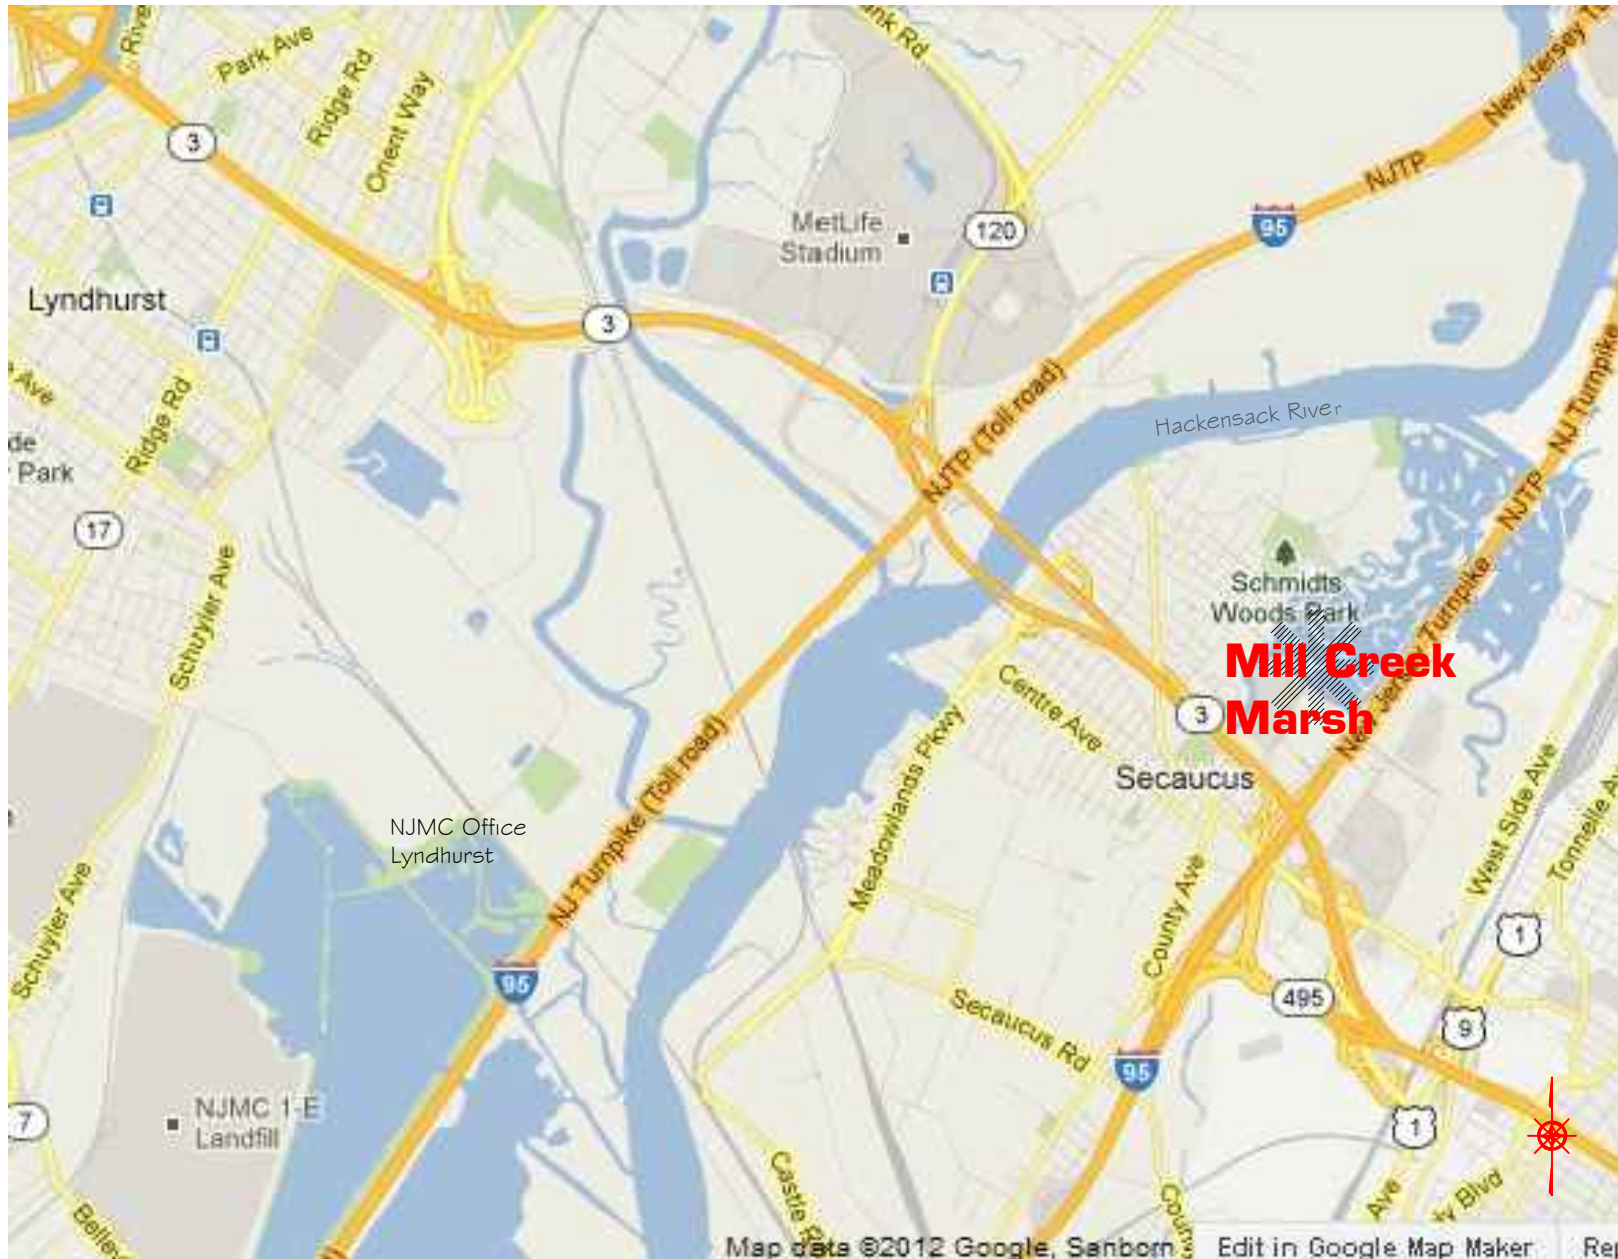 Park Ave
Ridge Rd
Orient Way
3
120
MetLife
Stadium
95
NJTP
Lyndhurst
3
Ave
Ridge Rd
Park
17
Schuyler Ave
NJTP (Toll road)
Hackensack River
NJ Turnpike
NJTP
New Jersey Turnpike
Schmidts
Woods Park
Mill Creek
Marsh
3
Centre Ave
Secaucus
Meadowlands Pkwy
NJ Turnpike (Toll road)
NJMC Office
Lyndhurst
West Side Ave
County Ave
Schuyler Ave
95
1
495
9
Secaucus Rd
95
NJMC 1-E
Landfill
7
1
Ave
Map data ©2012 Google, Sanborn
Edit in Google Map Maker